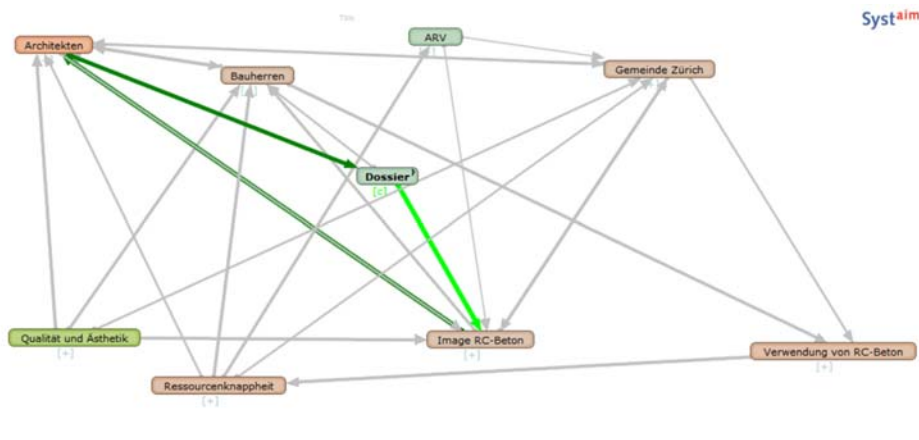 Systaim
ARV
Architekten
Gemeinde Zürich
Bauherren
Dossier
[c]
Qualität und Ästhetik
[+]
Image RC-Beton
[+]
Verwendung von RC-Beton
[+]
Ressourcenknappheit
[+]